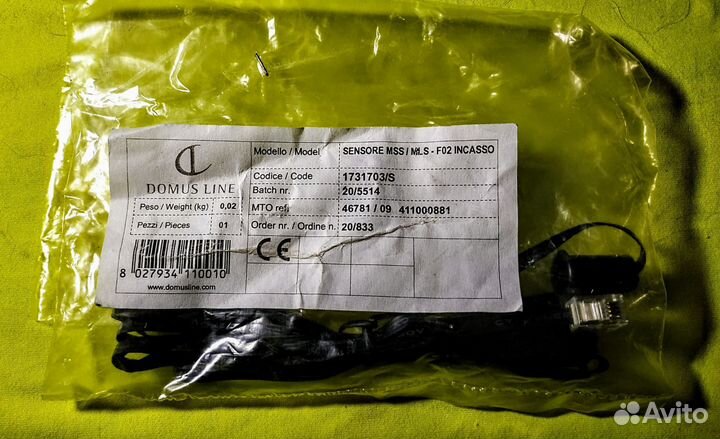 DOMUS LINE
Peso / Weight (kg) 0,02
Pezzi / Pieces 01
8 027934 110010
www.domusline.com
Modello / Model SENSORE MSS / MLS - F02 INCASSO
Codice / Code 1731703/S
Batch nr. 20/5514
MTO ref. 46781 / 09 411000881
Order nr. / Ordine n. 20/833
CE
Avito